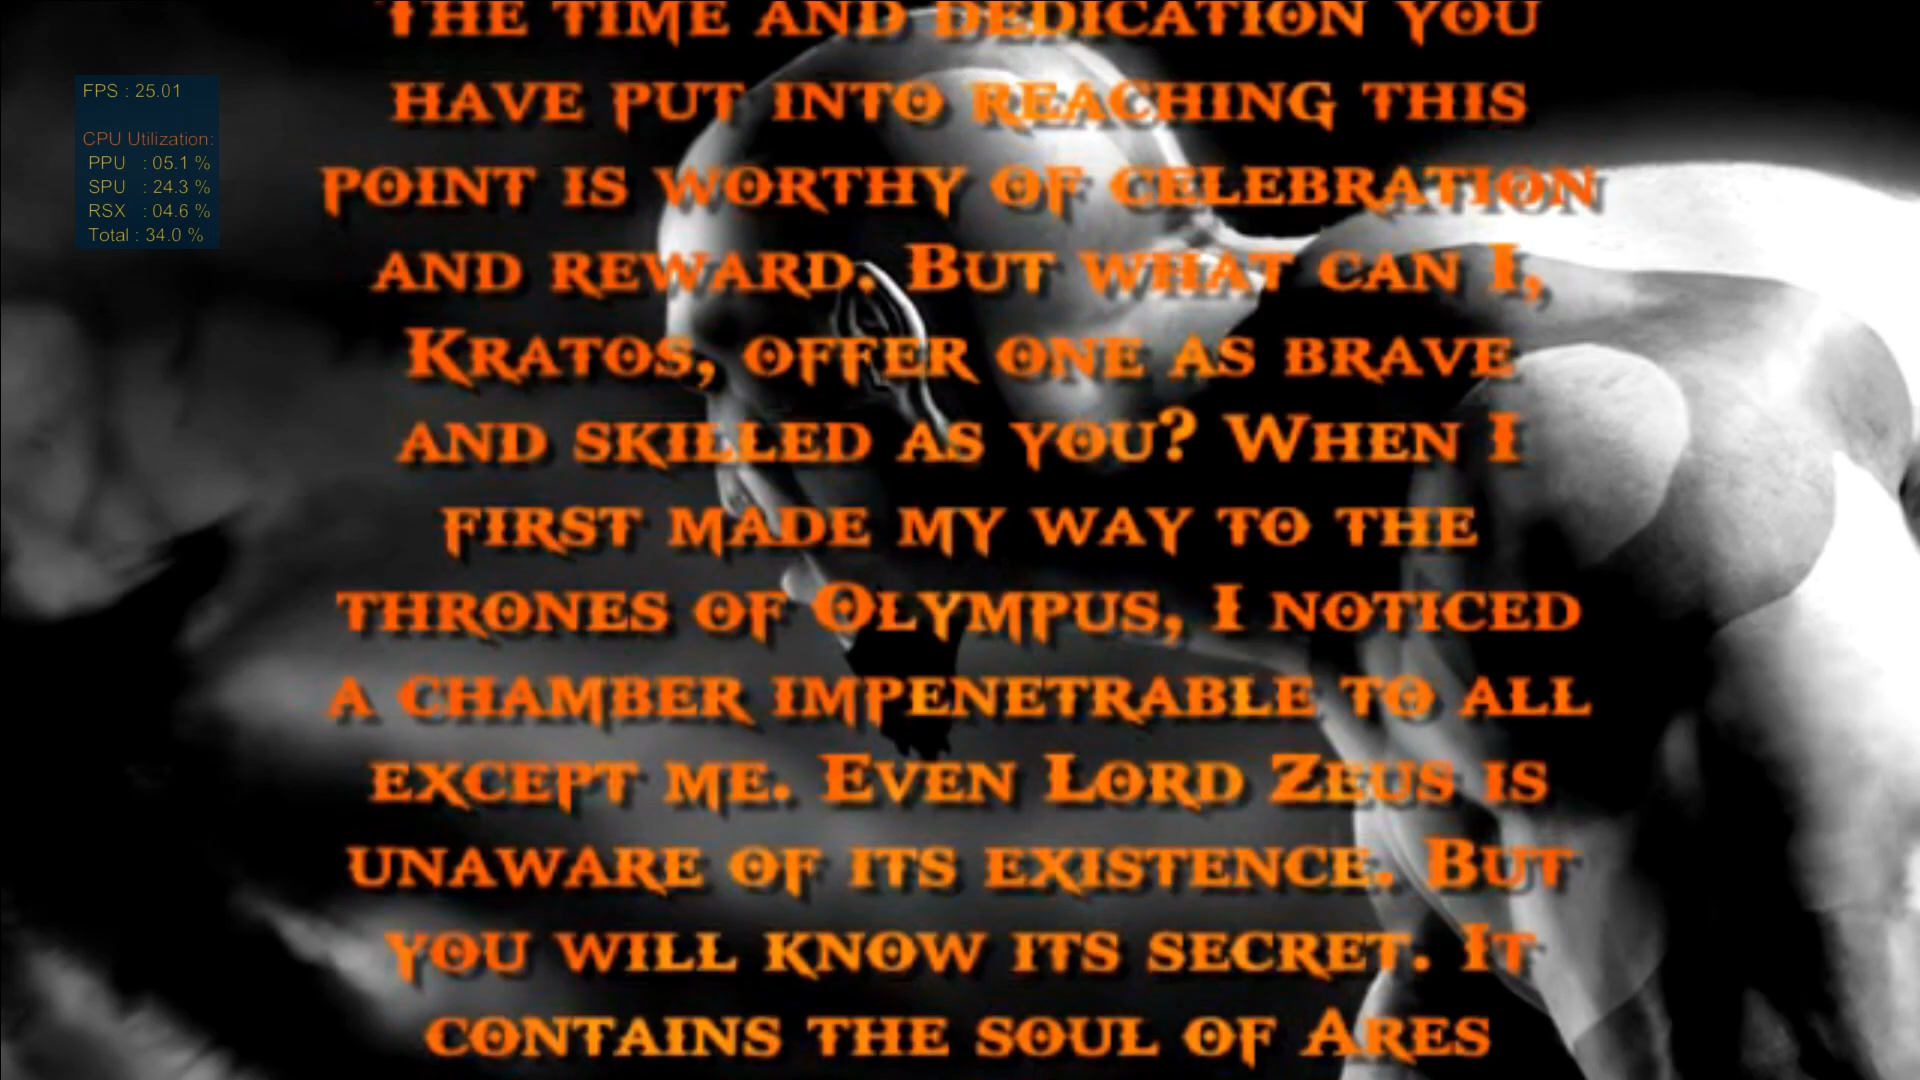 THE TIME AND DEDICATION YOU
HAVE PUT INTO REACHING THIS
POINT IS WORTHY OF CELEBRATION
AND REWARD. BUT WHAT CAN I,
KRATOS, OFFER ONE AS BRAVE
AND SKILLED AS YOU? WHEN I
FIRST MADE MY WAY TO THE
THRONES OF OLYMPUS, I NOTICED
A CHAMBER IMPENETRABLE TO ALL
EXCEPT ME. EVEN LORD ZEUS IS
UNAWARE OF ITS EXISTENCE. BUT
YOU WILL KNOW ITS SECRET. IT
CONTAINS THE SOUL OF ARES
FPS : 25.01
CPU Utilization:
PPU : 05.1 %
SPU : 24.3 %
RSX : 04.6 %
Total : 34.0 %